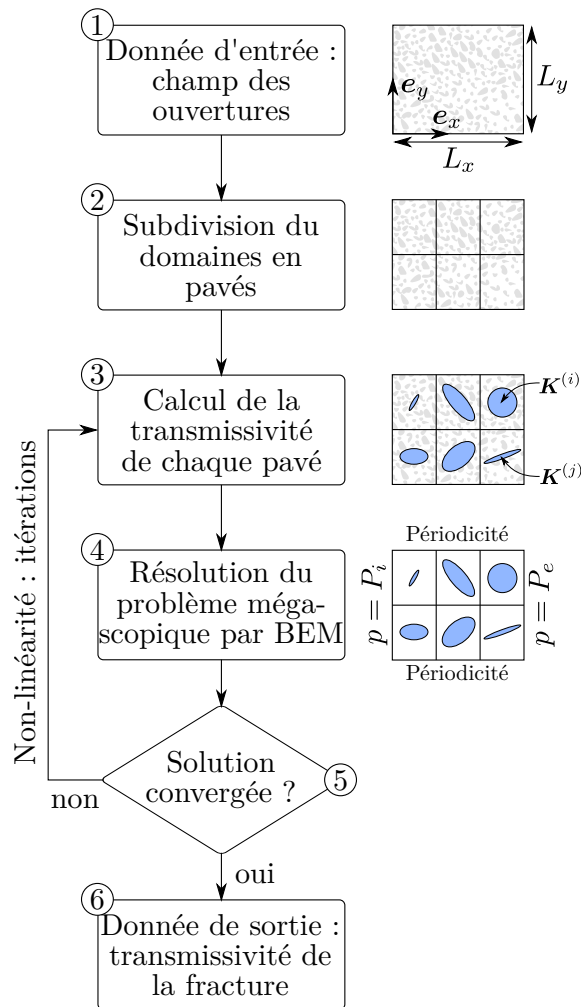 1
Donnée d'entrée :
champ des
ouvertures
e_y
e_x
L_y
L_x
2
Subdivision du
domaines en
pavés
3
Calcul de la
transmissivité
de chaque pavé
K^(i)
K^(j)
Non-linéarité : itérations
4
Résolution du
problème méga-
scopique par BEM
Périodicité
p = P_i
p = P_e
Périodicité
Solution
convergée ?
5
non
oui
6
Donnée de sortie :
transmissivité de
la fracture